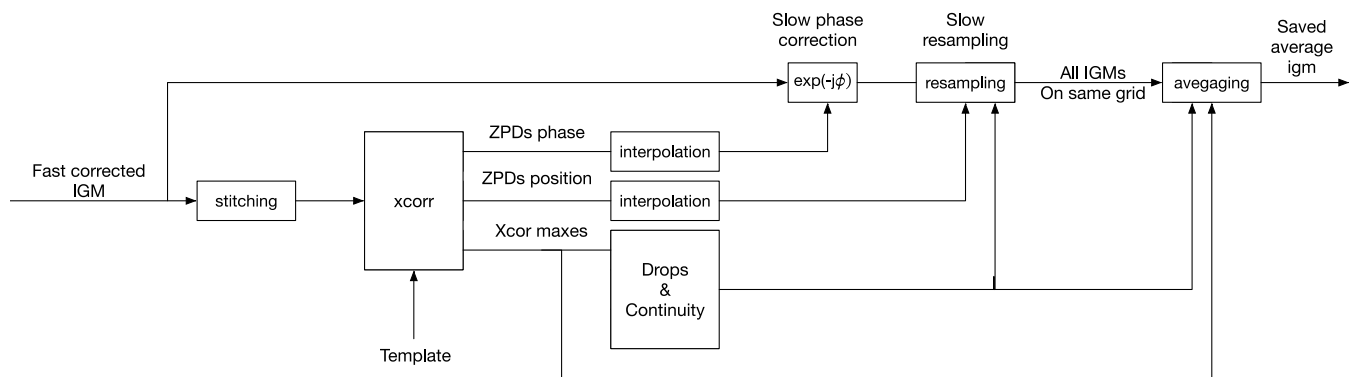 Slow phase
correction
Slow
resampling
Saved
average
igm
exp(-jϕ)
resampling
All IGMs
On same grid
avegaging
ZPDs phase
interpolation
Fast corrected
IGM
stitching
xcorr
ZPDs position
interpolation
Xcor maxes
Drops
&
Continuity
Template